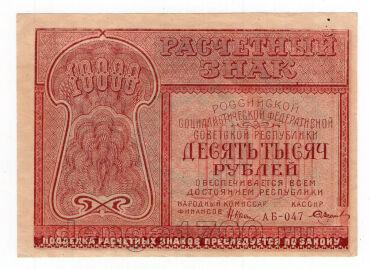 РАСЧЕТНЫЙ
ЗНАК
10000
РОССИЙСКОЙ
СОЦИАЛИСТИЧЕСКОЙ ФЕДЕРАТИВНОЙ
СОВЕТСКОЙ РЕСПУБЛИКИ
ДЕСЯТЬ ТЫСЯЧ
РУБЛЕЙ
ОБЕСПЕЧИВАЕТСЯ ВСЕМ
ДОСТОЯНИЕМ РЕСПУБЛИКИ
НАРОДНЫЙ КОМИССАР КАССИР
ФИНАНСОВ АБ-047
ПОДДЕЛКА РАСЧЕТНЫХ ЗНАКОВ ПРЕСЛЕДУЕТСЯ ПО ЗАКОНУ